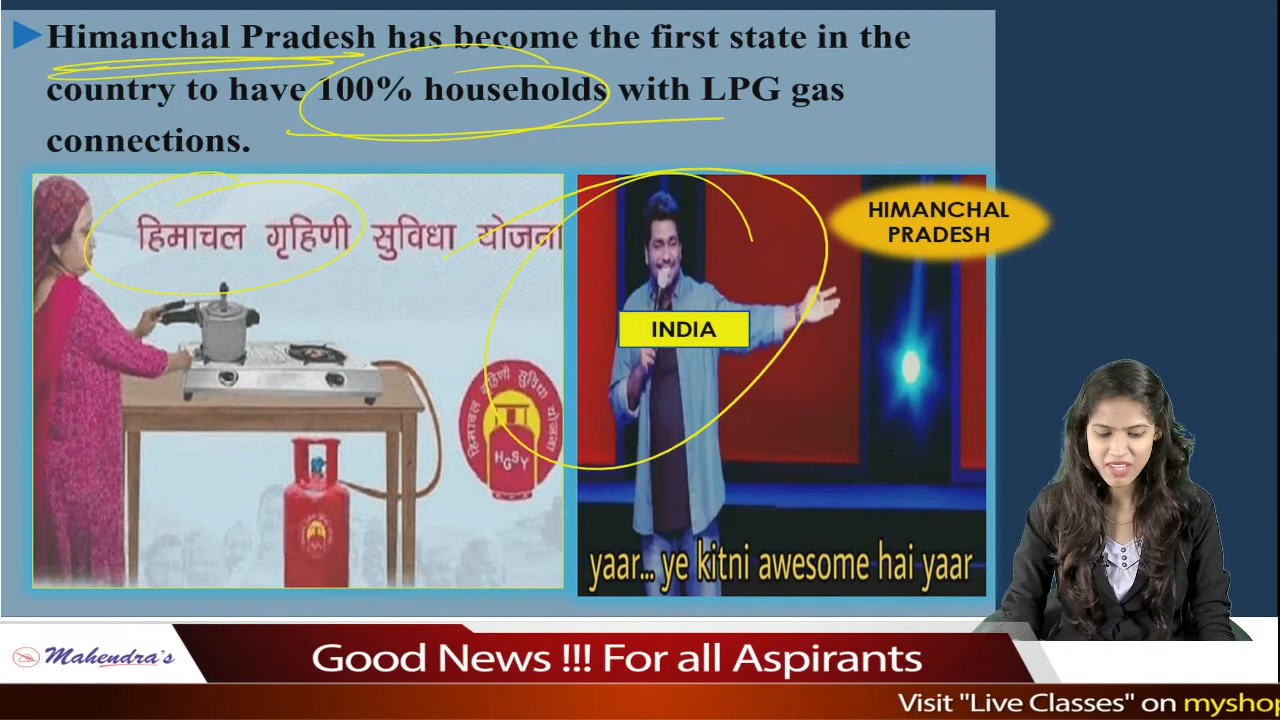 Himanchal Pradesh has become the first state in the
country to have 100% households with LPG gas
connections.
हिमाचल गृहिणी सुविधा योजना
HIMANCHAL
PRADESH
INDIA
हिमाचल गृहिणी सुविधा योजना
HGSY
yaar... ye kitni awesome hai yaar
Mahendra's
Good News !!! For all Aspirants
Visit "Live Classes" on myshop